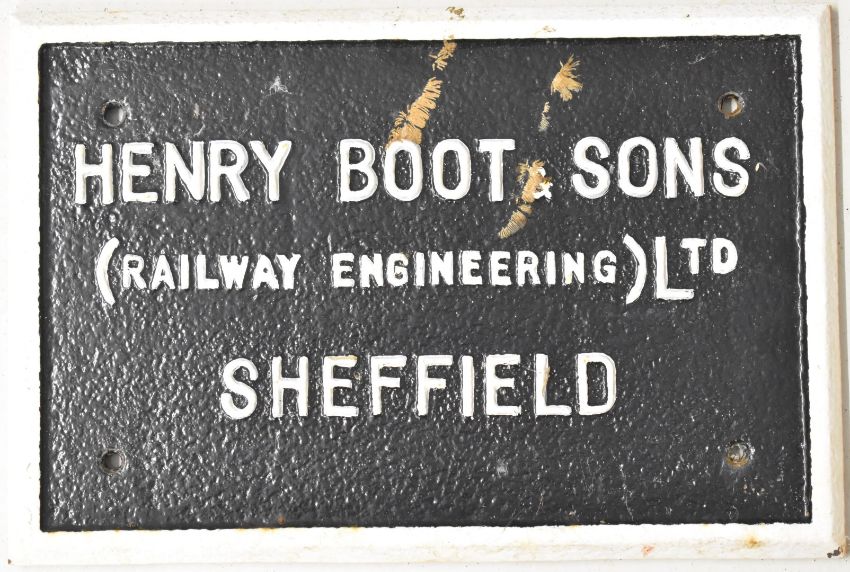 HENRY BOOT & SONS
(RAILWAY ENGINEERING) LTD
SHEFFIELD